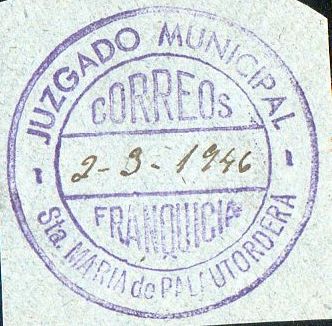 JUZGADO MUNICIPAL
CORREOS
2-3-1946
FRANQUICIA
Sta. MARIA de PALAUTORDERA